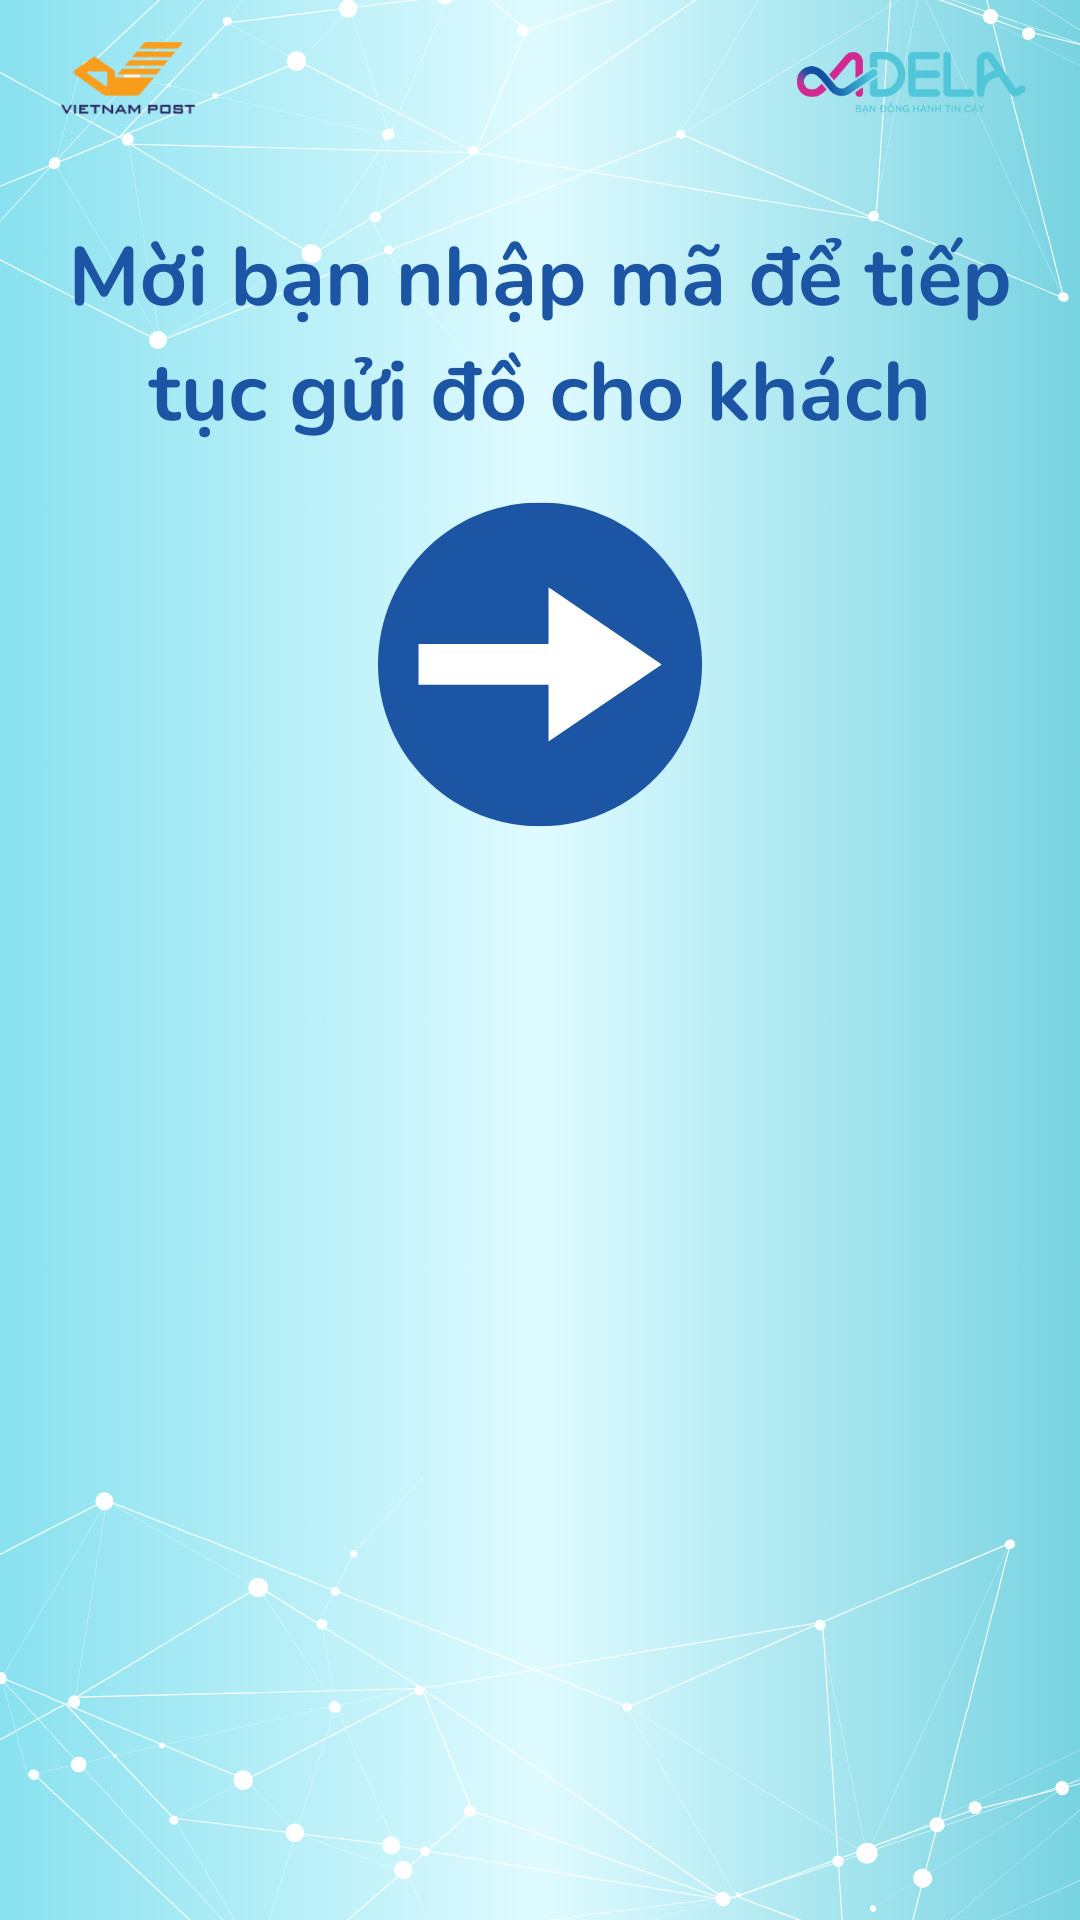 VIETNAM POST
ADELA
BẠN ĐỒNG HÀNH TIN CẬY
Mời bạn nhập mã để tiếp
tục gửi đồ cho khách